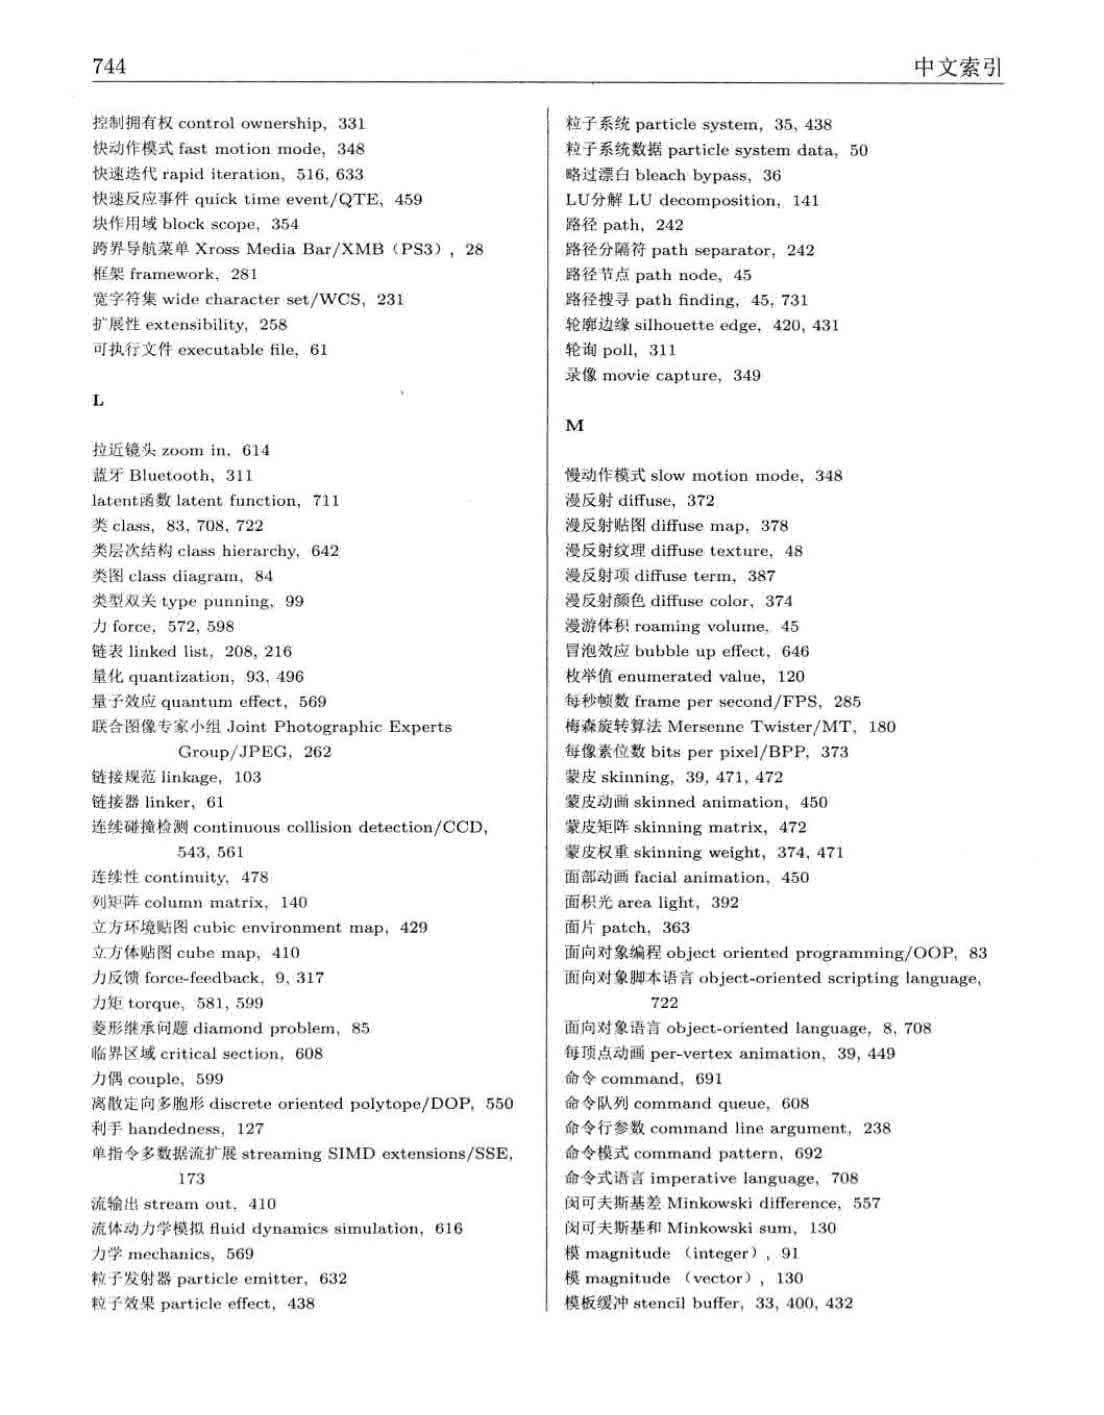 744
中文索引
控制拥有权 control ownership, 331
快动作模式 fast motion mode, 348
快速迭代 rapid iteration, 516, 633
快速反应事件 quick time event/QTE, 459
块作用域 block scope, 354
跨界导航菜单 Xross Media Bar/XMB（PS3）, 28
框架 framework, 281
宽字符集 wide character set/WCS, 231
扩展性 extensibility, 258
可执行文件 executable file, 61
L
拉近镜头 zoom in, 614
蓝牙 Bluetooth, 311
latent函数 latent function, 711
类 class, 83, 708, 722
类层次结构 class hierarchy, 642
类图 class diagram, 84
类型双关 type punning, 99
力 force, 572, 598
链表 linked list, 208, 216
量化 quantization, 93, 496
量子效应 quantum effect, 569
联合图像专家小组 Joint Photographic Experts
Group/JPEG, 262
链接规范 linkage, 103
链接器 linker, 61
连续碰撞检测 continuous collision detection/CCD,
543, 561
连续性 continuity, 478
列矩阵 column matrix, 140
立方环境贴图 cubic environment map, 429
立方体贴图 cube map, 410
力反馈 force-feedback, 9, 317
力矩 torque, 581, 599
菱形继承问题 diamond problem, 85
临界区域 critical section, 608
力偶 couple, 599
离散定向多胞形 discrete oriented polytope/DOP, 550
利手 handedness, 127
单指令多数据流扩展 streaming SIMD extensions/SSE,
173
流输出 stream out, 410
流体动力学模拟 fluid dynamics simulation, 616
力学 mechanics, 569
粒子发射器 particle emitter, 632
粒子效果 particle effect, 438
粒子系统 particle system, 35, 438
粒子系统数据 particle system data, 50
略过漂白 bleach bypass, 36
LU分解 LU decomposition, 141
路径 path, 242
路径分隔符 path separator, 242
路径节点 path node, 45
路径搜寻 path finding, 45, 731
轮廓边缘 silhouette edge, 420, 431
轮询 poll, 311
录像 movie capture, 349
M
慢动作模式 slow motion mode, 348
漫反射 diffuse, 372
漫反射贴图 diffuse map, 378
漫反射纹理 diffuse texture, 48
漫反射项 diffuse term, 387
漫反射颜色 diffuse color, 374
漫游体积 roaming volume, 45
冒泡效应 bubble up effect, 646
枚举值 enumerated value, 120
每秒帧数 frame per second/FPS, 285
梅森旋转算法 Mersenne Twister/MT, 180
每像素位数 bits per pixel/BPP, 373
蒙皮 skinning, 39, 471, 472
蒙皮动画 skinned animation, 450
蒙皮矩阵 skinning matrix, 472
蒙皮权重 skinning weight, 374, 471
面部动画 facial animation, 450
面积光 area light, 392
面片 patch, 363
面向对象编程 object oriented programming/OOP, 83
面向对象脚本语言 object-oriented scripting language,
722
面向对象语言 object-oriented language, 8, 708
每顶点动画 per-vertex animation, 39, 449
命令 command, 691
命令队列 command queue, 608
命令行参数 command line argument, 238
命令模式 command pattern, 692
命令式语言 imperative language, 708
闵可夫斯基差 Minkowski difference, 557
闵可夫斯基和 Minkowski sum, 130
模 magnitude （integer）, 91
模 magnitude （vector）, 130
模板缓冲 stencil buffer, 33, 400, 432